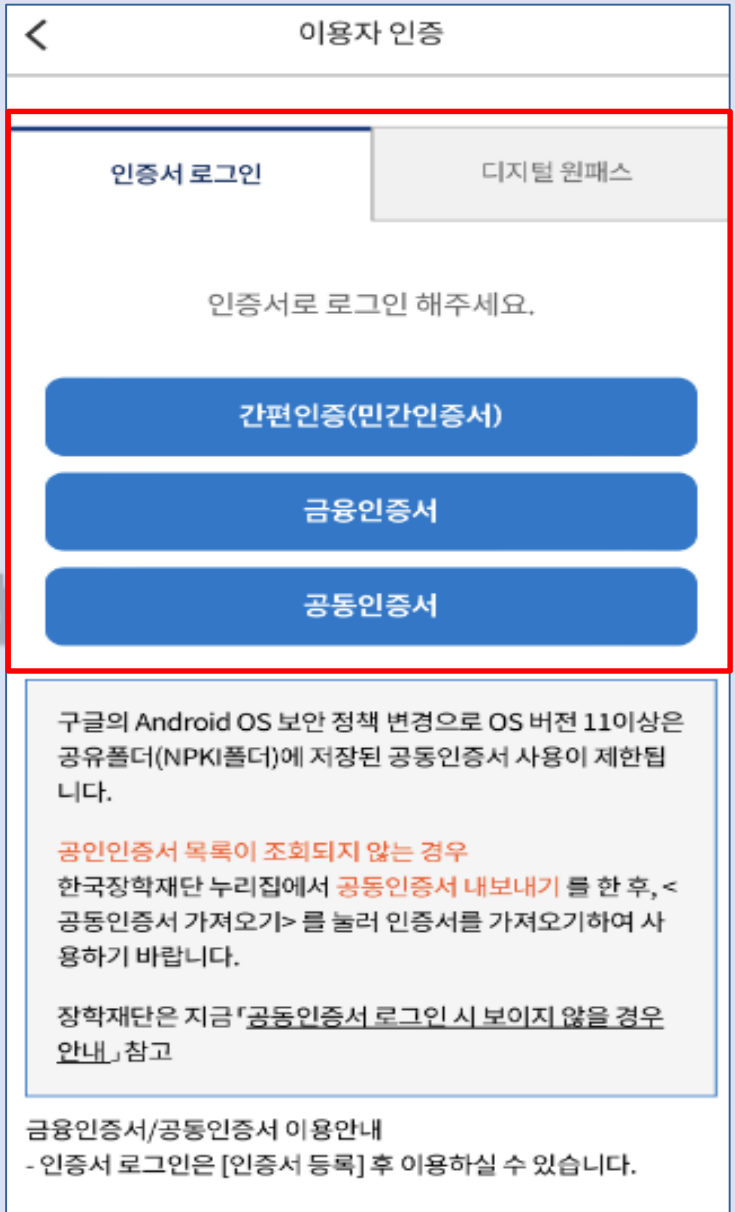 이용자 인증
인증서 로그인
디지털 원패스
인증서로 로그인 해주세요.
간편인증(민간인증서)
금융인증서
공동인증서
구글의 Android OS 보안 정책 변경으로 OS 버전 11이상은
공유폴더(NPKI폴더)에 저장된 공동인증서 사용이 제한됩
니다.
공인인증서 목록이 조회되지 않는 경우
한국장학재단 누리집에서 공동인증서 내보내기 를 한 후, <
공동인증서 가져오기> 를 눌러 인증서를 가져오기하여 사
용하기 바랍니다.
장학재단은 지금 「공동인증서 로그인 시 보이지 않을 경우
안내 」참고
금융인증서/공동인증서 이용안내
- 인증서 로그인은 [인증서 등록] 후 이용하실 수 있습니다.